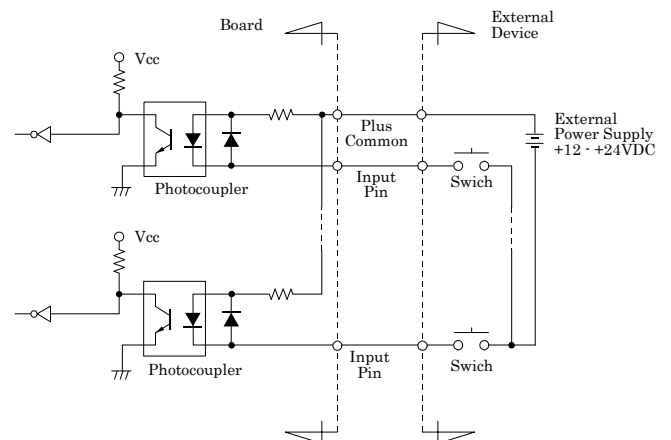 Board
External
Device
Vcc
Plus
Common
External
Power Supply
+12 - +24VDC
Input
Pin
Swich
Photocoupler
Vcc
Input
Pin
Swich
Photocoupler